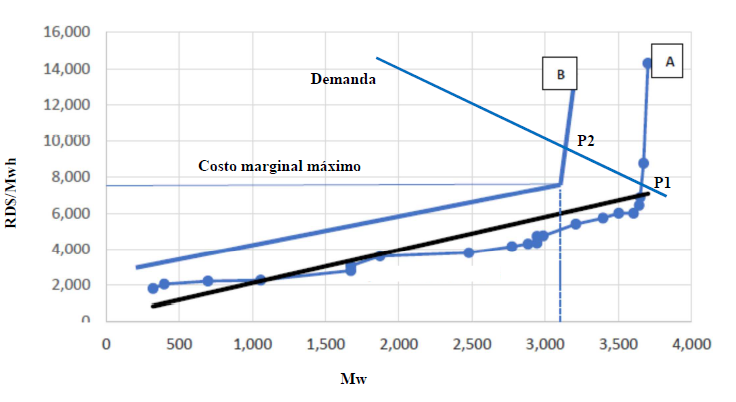 16,000
14,000
12,000
10,000
8,000
6,000
4,000
2,000
0
RD$/Mwh
Demanda
B
A
P2
Costo marginal máximo
P1
0 500 1,000 1,500 2,000 2,500 3,000 3,500 4,000
Mw